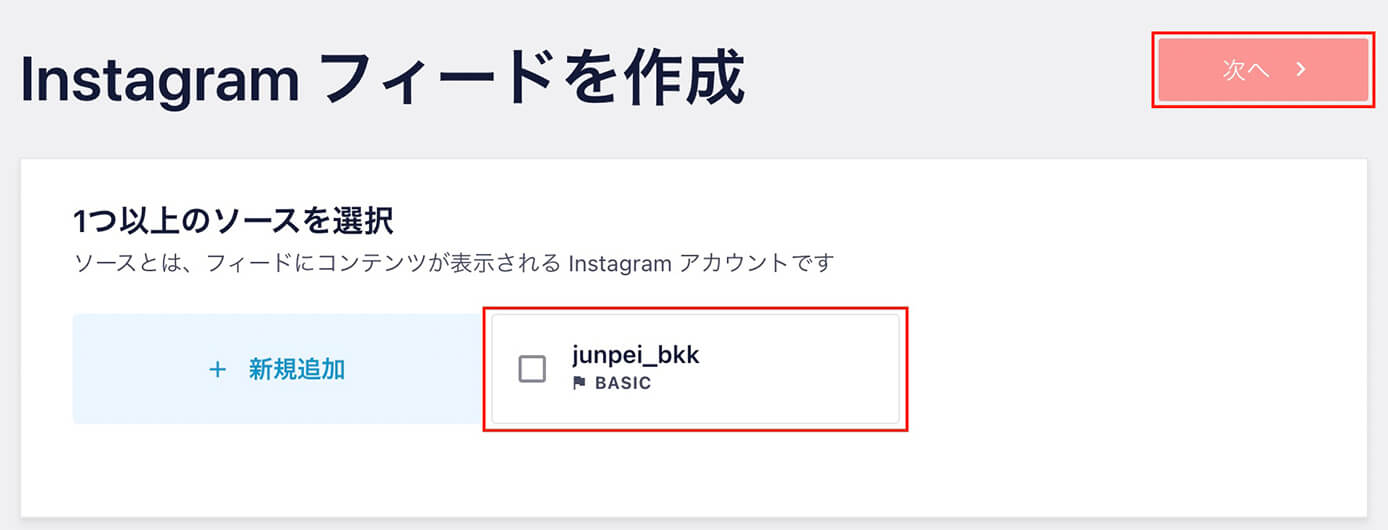 Instagram フィードを作成
次へ
1つ以上のソースを選択
ソースとは、フィードにコンテンツが表示される Instagram アカウントです
+ 新規追加
junpei_bkk
BASIC